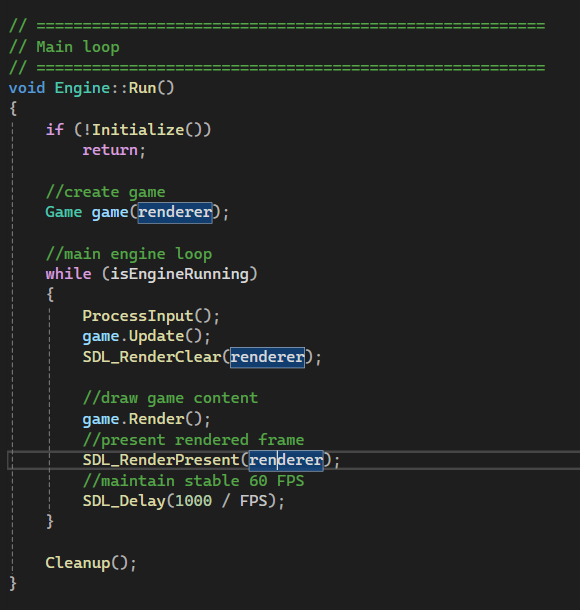 // =======================================================
// Main loop
// =======================================================
void Engine::Run()
{
    if (!Initialize())
        return;

    //create game
    Game game(renderer);

    //main engine loop
    while (isEngineRunning)
    {
        ProcessInput();
        game.Update();
        SDL_RenderClear(renderer);

        //draw game content
        game.Render();
        //present rendered frame
        SDL_RenderPresent(renderer);
        //maintain stable 60 FPS
        SDL_Delay(1000 / FPS);
    }

    Cleanup();
}